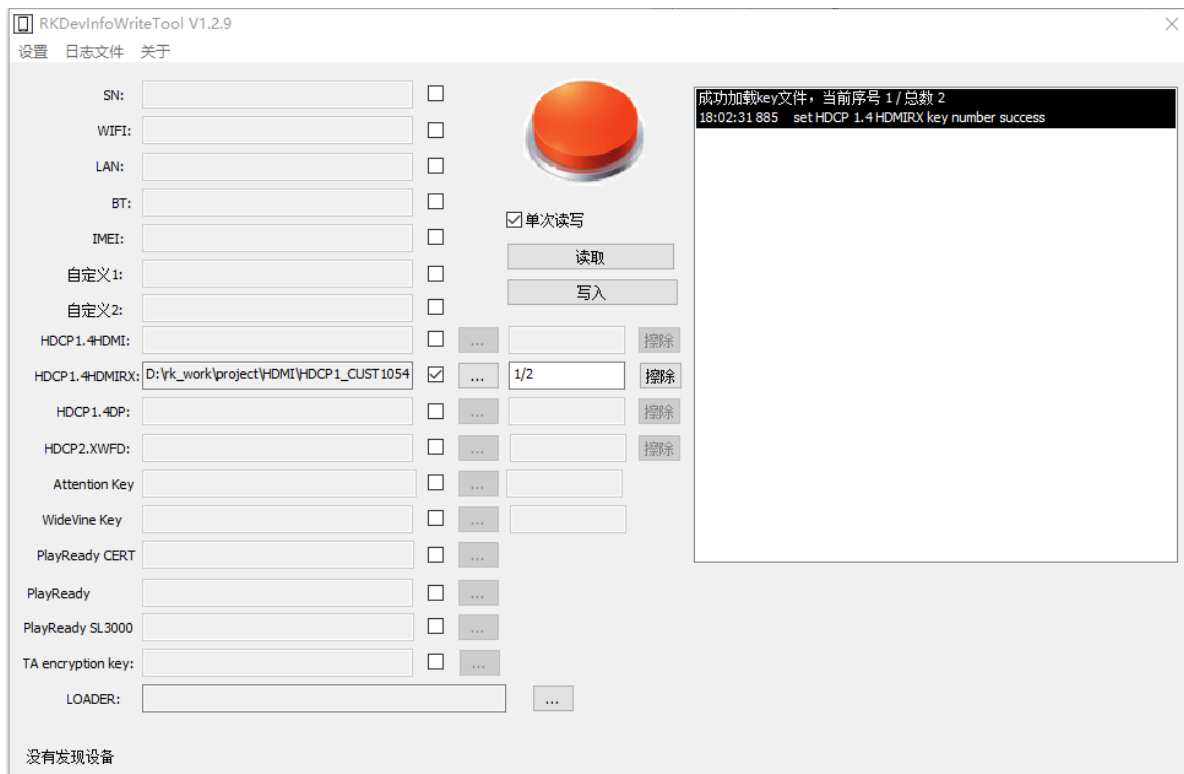 RKDevInfoWriteTool V1.2.9
设置 日志文件 关于
SN:
WIFI:
LAN:
BT:
IMEI:
自定义1:
自定义2:
HDCP1.4HDMI: ... 擦除
HDCP1.4HDMIRX: D:\rk_work\project\HDMI\HDCP1_CUST1054 ... 1/2 擦除
HDCP1.4DP: ... 擦除
HDCP2.XWFD: ... 擦除
Attention Key ...
WideVine Key ...
PlayReady CERT ...
PlayReady ...
PlayReady SL3000 ...
TA encryption key: ...
LOADER: ...
没有发现设备
单次读写
读取
写入
成功加载key文件，当前序号 1 / 总数 2
18:02:31 885 set HDCP 1.4 HDMIRX key number success